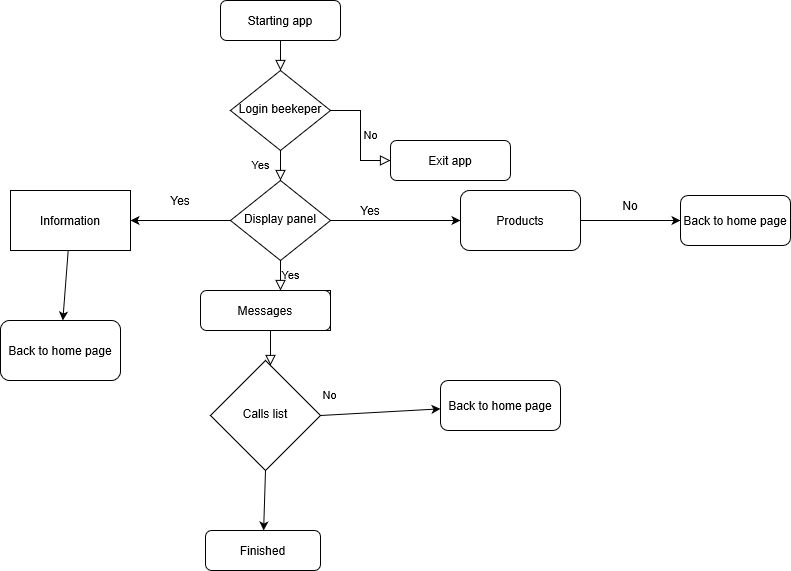 Starting app
Login beekeper
No
Exit app
Yes
Information
Yes
Display panel
Yes
Products
No
Back to home page
Yes
Messages
Back to home page
Calls list
No
Back to home page
Finished